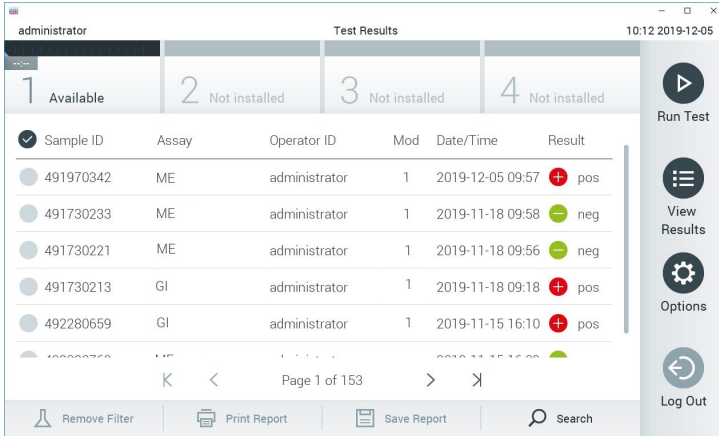 administrator Test Results 10:12 2019-12-05
--:--
1 Available 2 Not installed 3 Not installed 4 Not installed
Run Test
Sample ID Assay Operator ID Mod Date/Time Result
491970342 ME administrator 1 2019-12-05 09:57 pos
491730233 ME administrator 1 2019-11-18 09:58 neg
View
Results
491730221 ME administrator 1 2019-11-18 09:56 neg
491730213 GI administrator 1 2019-11-18 09:18 pos
Options
492280659 GI administrator 1 2019-11-15 16:10 pos
Page 1 of 153
Log Out
Remove Filter Print Report Save Report Search